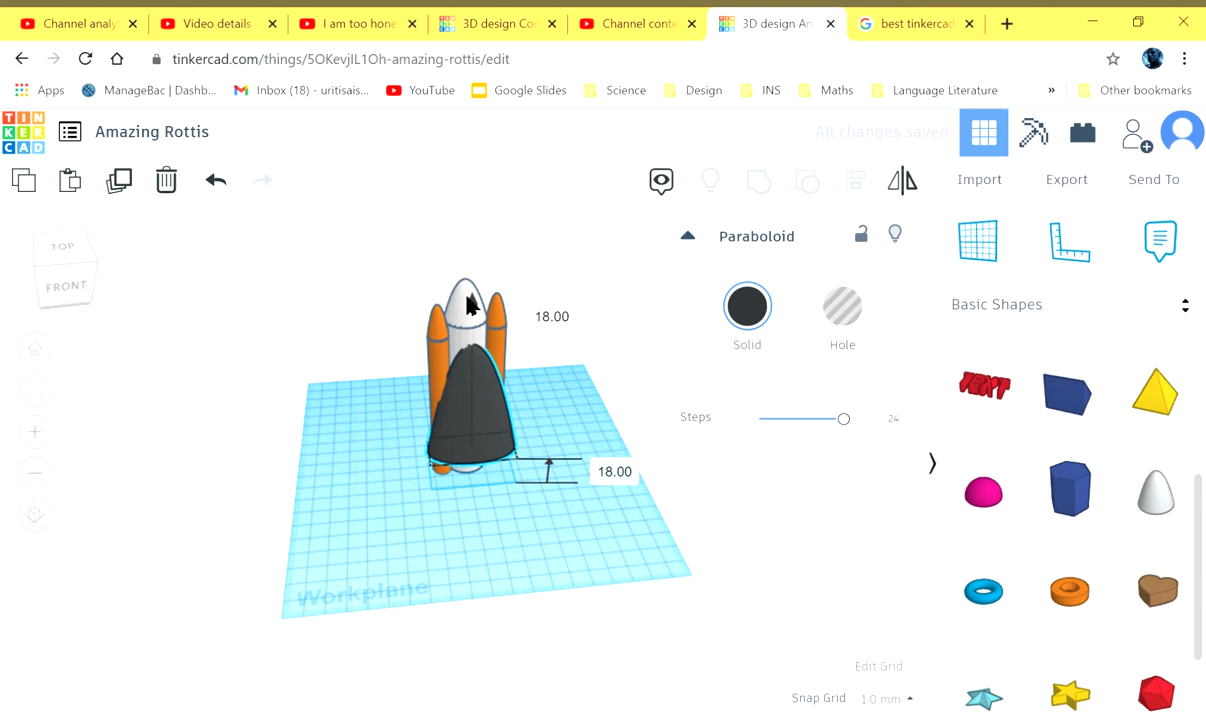 Channel analy
Video details -
I am too hone
3D design Co
Channel conte
3D design Am
best tinkercad
tinkercad.com/things/5OKevjIL1Oh-amazing-rottis/edit
Apps
ManageBac | Dashb...
Inbox (18) - uritisais...
YouTube
Google Slides
Science
Design
INS
Maths
Language Literature
»
Other bookmarks
TIN
KER
CAD
Amazing Rottis
All changes saved
Import
Export
Send To
TOP
FRONT
Paraboloid
Solid
Hole
Steps
24
Basic Shapes
TEXT
18.00
18.00
Workplane
Edit Grid
Snap Grid
1.0 mm